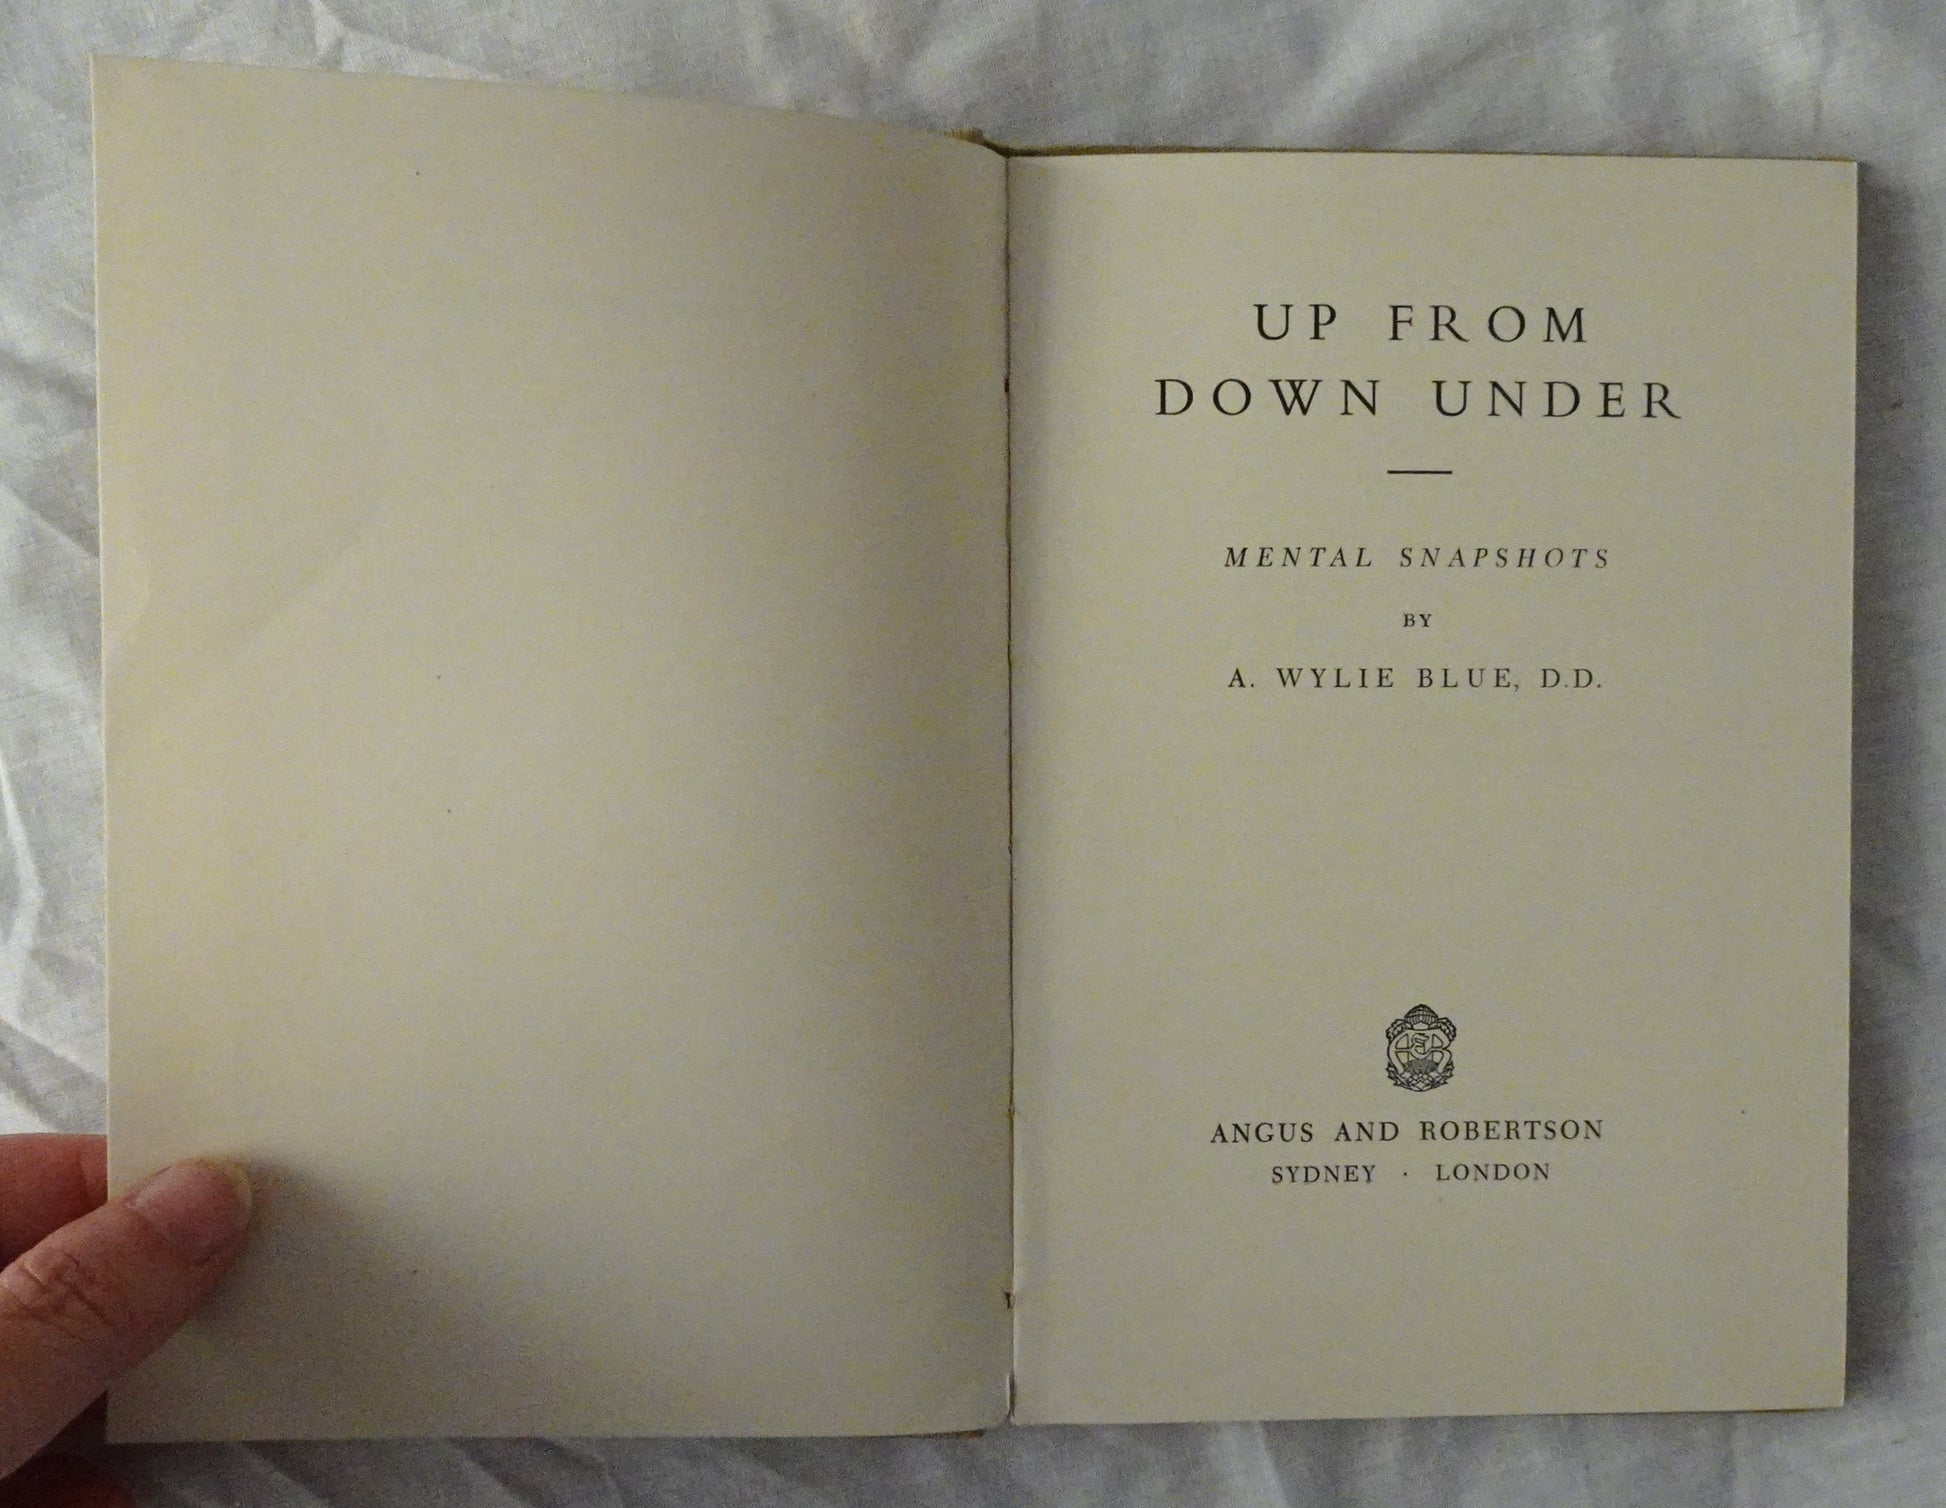 UP FROM
DOWN UNDER
MENTAL SNAPSHOTS
BY
A. WYLIE BLUE, D.D.
ANGUS AND ROBERTSON
SYDNEY · LONDON